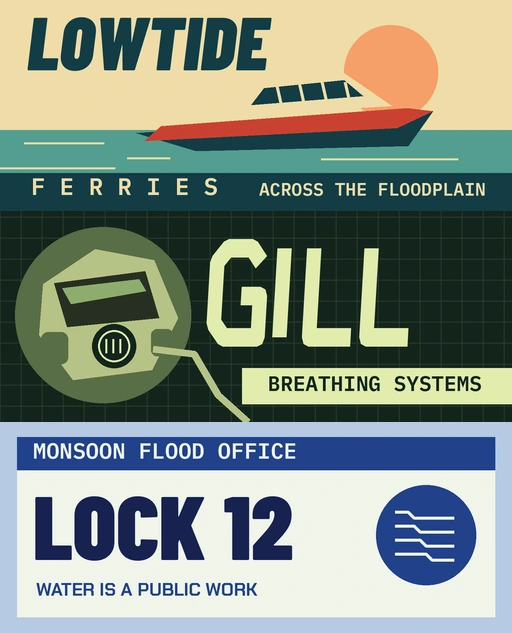 LOWTIDE
FERRIES ACROSS THE FLOODPLAIN
GILL
BREATHING SYSTEMS
MONSOON FLOOD OFFICE
LOCK 12
WATER IS A PUBLIC WORK